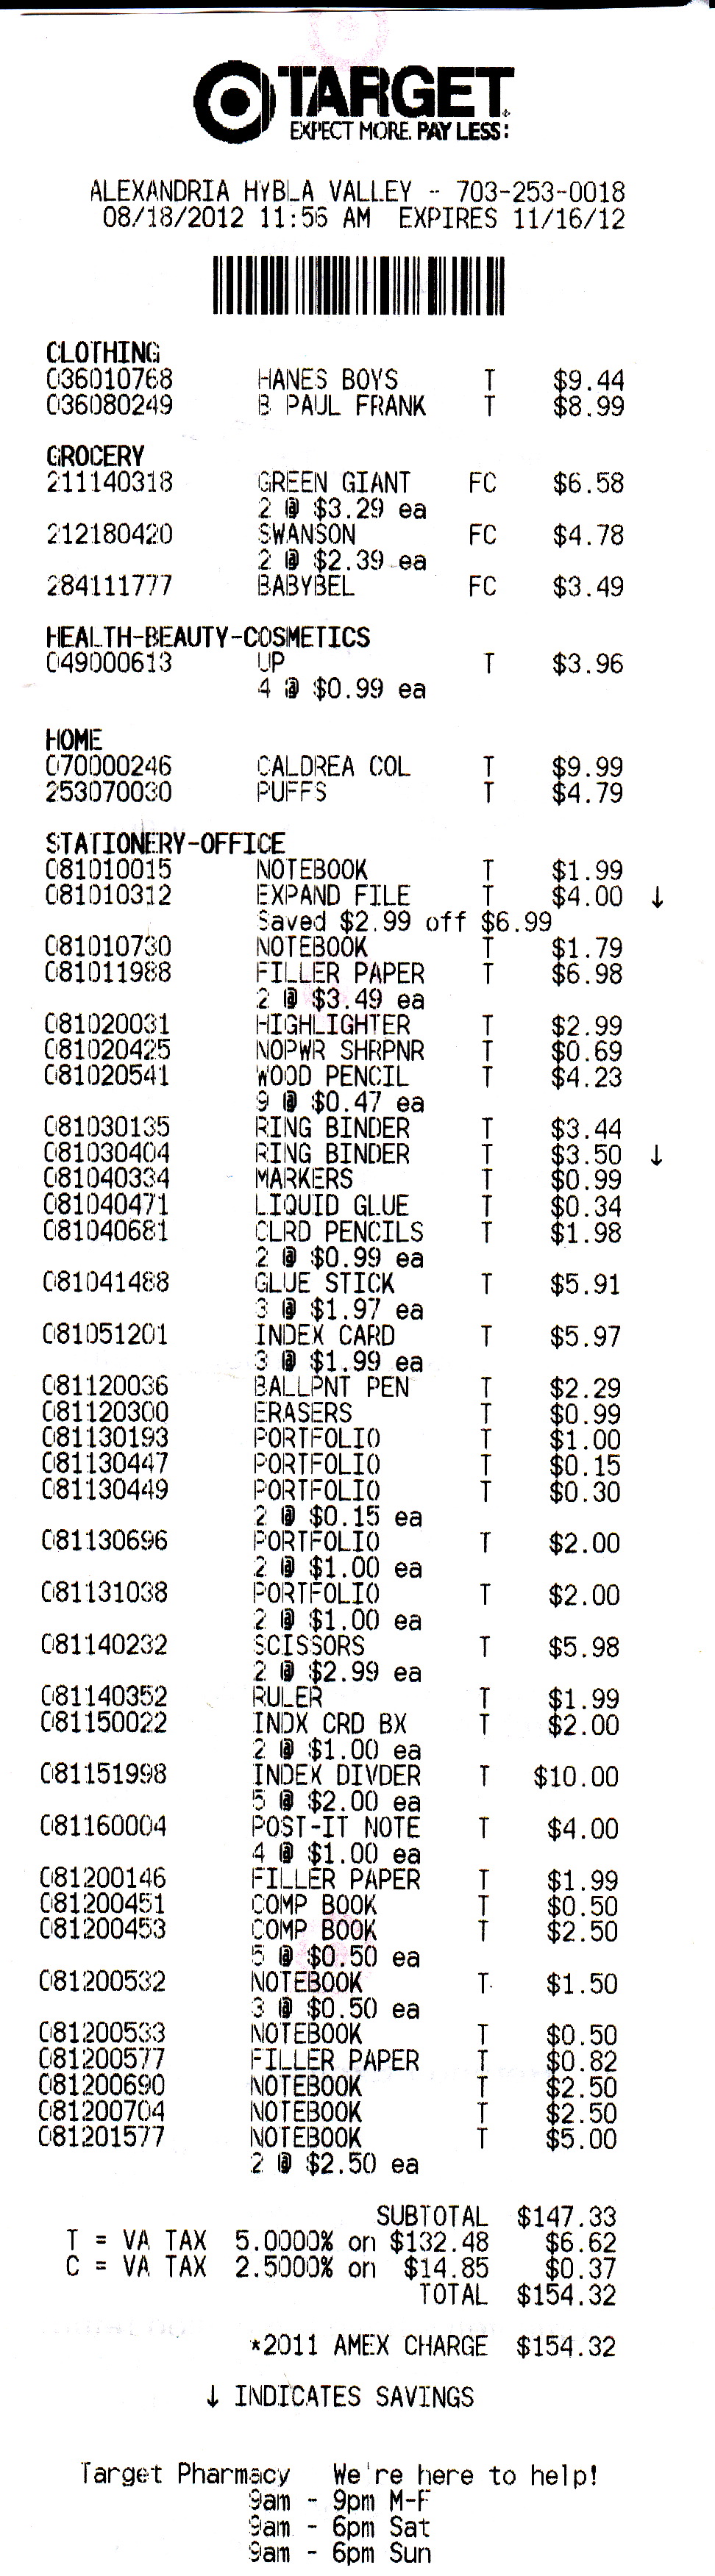 TARGET
EXPECT MORE. PAY LESS.
ALEXANDRIA HYBLA VALLEY - 703-253-0018
08/18/2012 11:56 AM EXPIRES 11/16/12
CLOTHING
036010768 HANES BOYS T $9.44
036080249 B PAUL FRANK T $8.99
GROCERY
211140318 GREEN GIANT FC $6.58
2 @ $3.29 ea
212180420 SWANSON FC $4.78
2 @ $2.39 ea
284111777 BABYBEL FC $3.49
HEALTH-BEAUTY-COSMETICS
049000613 UP T $3.96
4 @ $0.99 ea
HOME
070000246 CALDREA COL T $9.99
253070030 PUFFS T $4.79
STATIONERY-OFFICE
081010015 NOTEBOOK T $1.99
081010312 EXPAND FILE T $4.00 ↓
Saved $2.99 off $6.99
081010730 NOTEBOOK T $1.79
081011988 FILLER PAPER T $6.98
2 @ $3.49 ea
081020031 HIGHLIGHTER T $2.99
081020425 NOPWR SHRPNR T $0.69
081020541 WOOD PENCIL T $4.23
9 @ $0.47 ea
081030135 RING BINDER T $3.44
081030404 RING BINDER T $3.50 ↓
081040334 MARKERS T $0.99
081040471 LIQUID GLUE T $0.34
081040681 CLRD PENCILS T $1.98
2 @ $0.99 ea
081041488 GLUE STICK T $5.91
3 @ $1.97 ea
081051201 INDEX CARD T $5.97
3 @ $1.99 ea
081120036 BALLPNT PEN T $2.29
081120300 ERASERS T $0.99
081130193 PORTFOLIO T $1.00
081130447 PORTFOLIO T $0.15
081130449 PORTFOLIO T $0.30
2 @ $0.15 ea
081130696 PORTFOLIO T $2.00
2 @ $1.00 ea
081131038 PORTFOLIO T $2.00
2 @ $1.00 ea
081140232 SCISSORS T $5.98
2 @ $2.99 ea
081140352 RULER T $1.99
081150022 INDX CRD BX T $2.00
2 @ $1.00 ea
081151998 INDEX DIVDER T $10.00
5 @ $2.00 ea
081160004 POST-IT NOTE T $4.00
4 @ $1.00 ea
081200146 FILLER PAPER T $1.99
081200451 COMP BOOK T $0.50
081200453 COMP BOOK T $2.50
5 @ $0.50 ea
081200532 NOTEBOOK T $1.50
3 @ $0.50 ea
081200533 NOTEBOOK T $0.50
081200577 FILLER PAPER T $0.82
081200690 NOTEBOOK T $2.50
081200704 NOTEBOOK T $2.50
081201577 NOTEBOOK T $5.00
2 @ $2.50 ea
SUBTOTAL $147.33
T = VA TAX 5.0000% on $132.48 $6.62
C = VA TAX 2.5000% on $14.85 $0.37
TOTAL $154.32
*2011 AMEX CHARGE $154.32
↓ INDICATES SAVINGS
Target Pharmacy We're here to help!
9am - 9pm M-F
9am - 6pm Sat
9am - 6pm Sun